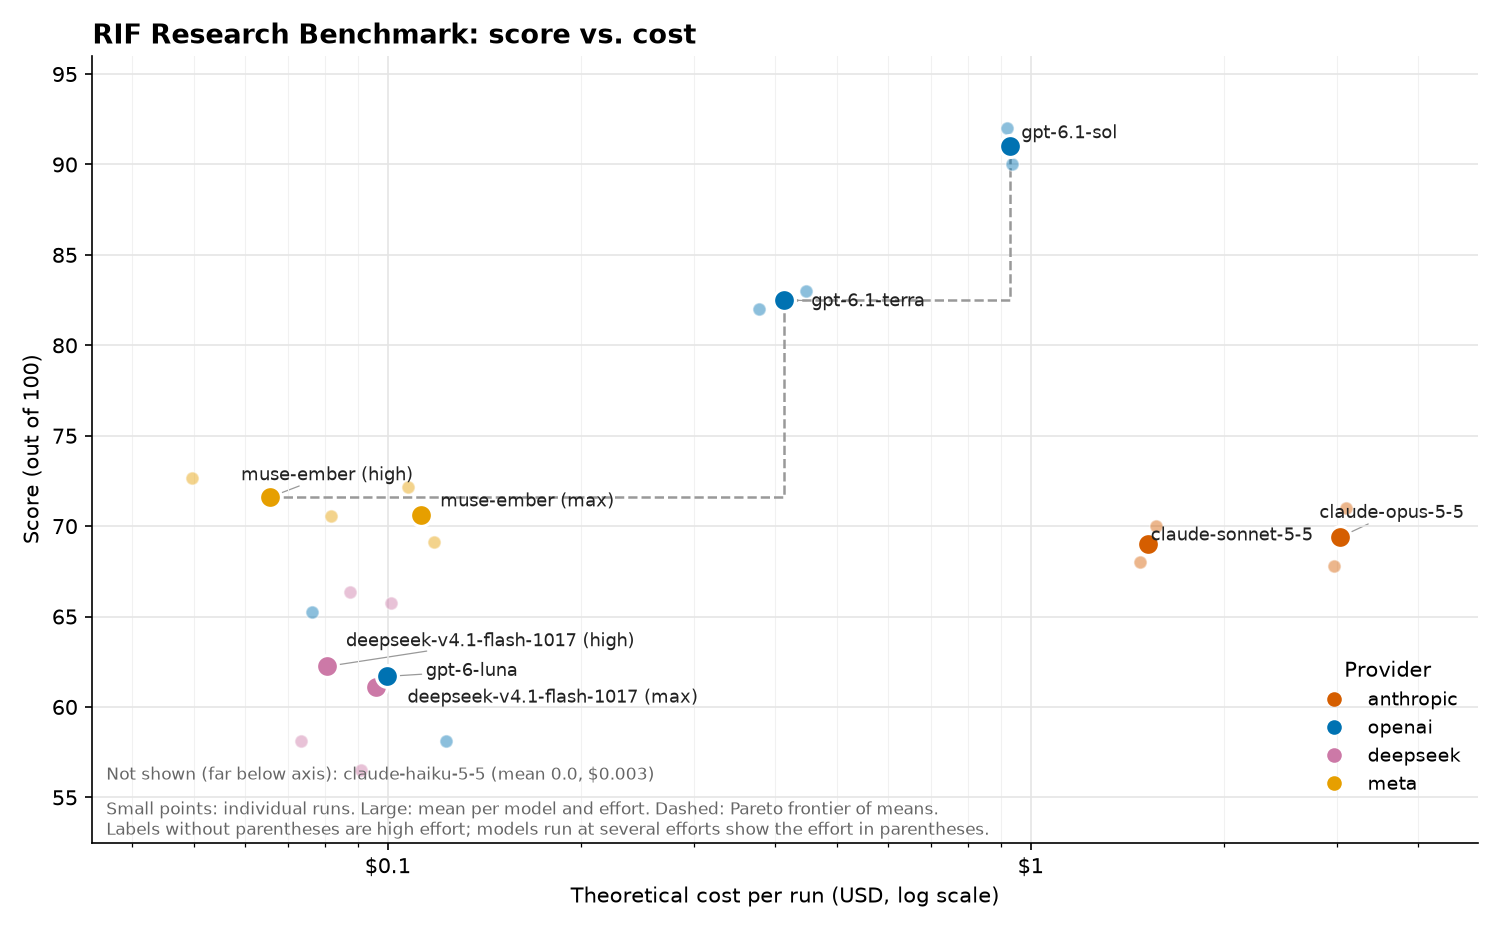 RIF Research Benchmark: score vs. cost
95
90
85
80
75
70
65
60
55
Score (out of 100)
gpt-6.1-sol
gpt-6.1-terra
muse-ember (high)
muse-ember (max)
claude-opus-5-5
claude-sonnet-5-5
deepseek-v4.1-flash-1017 (high)
gpt-6-luna
deepseek-v4.1-flash-1017 (max)
Provider
anthropic
openai
deepseek
meta
Not shown (far below axis): claude-haiku-5-5 (mean 0.0, $0.003)
Small points: individual runs. Large: mean per model and effort. Dashed: Pareto frontier of means.
Labels without parentheses are high effort; models run at several efforts show the effort in parentheses.
$0.1
$1
Theoretical cost per run (USD, log scale)